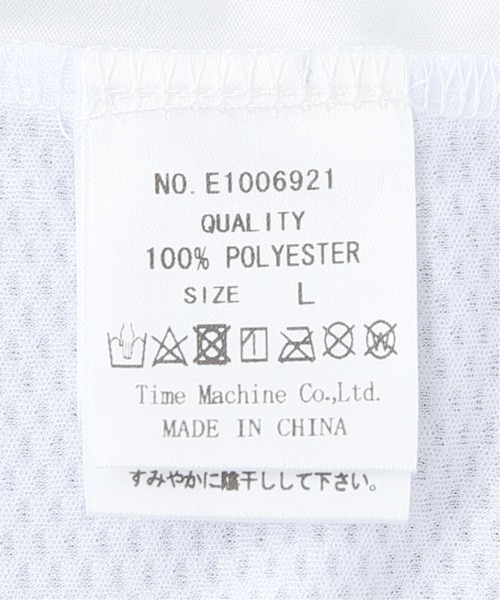 NO. E1006921
QUALITY
100% POLYESTER
SIZE L
Time Machine Co.,Ltd.
MADE IN CHINA
すみやかに陰干しして下さい。